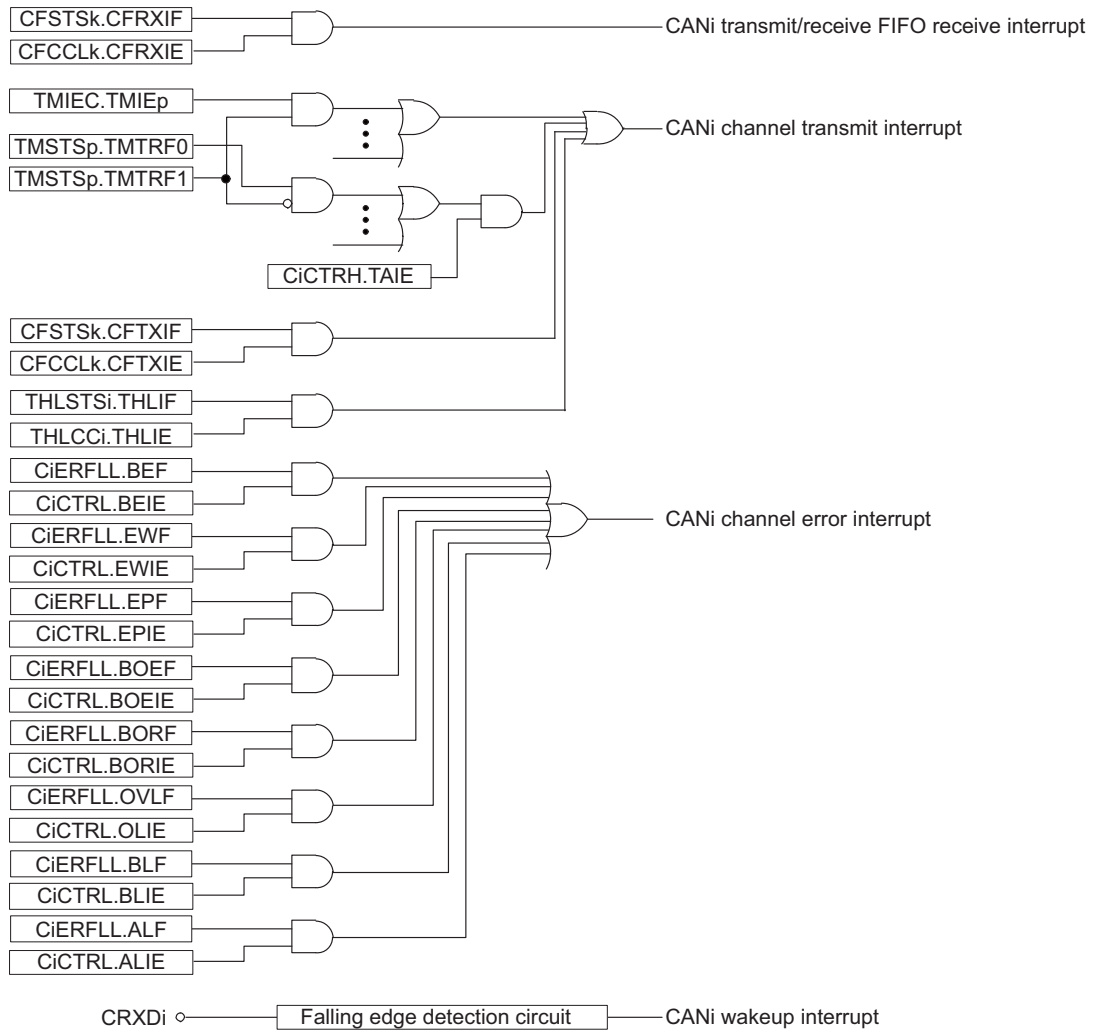 CFSTSk.CFRXIF
CFCCLk.CFRXIE
CANi transmit/receive FIFO receive interrupt
TMIEC.TMIEp
TMSTSp.TMTRF0
TMSTSp.TMTRF1
CANi channel transmit interrupt
CiCTRH.TAIE
CFSTSk.CFTXIF
CFCCLk.CFTXIE
THLSTSi.THLIF
THLCCi.THLIE
CiERFLL.BEF
CiCTRL.BEIE
CiERFLL.EWF
CiCTRL.EWIE
CANi channel error interrupt
CiERFLL.EPF
CiCTRL.EPIE
CiERFLL.BOEF
CiCTRL.BOEIE
CiERFLL.BORF
CiCTRL.BORIE
CiERFLL.OVLF
CiCTRL.OLIE
CiERFLL.BLF
CiCTRL.BLIE
CiERFLL.ALF
CiCTRL.ALIE
CRXDi
Falling edge detection circuit
CANi wakeup interrupt